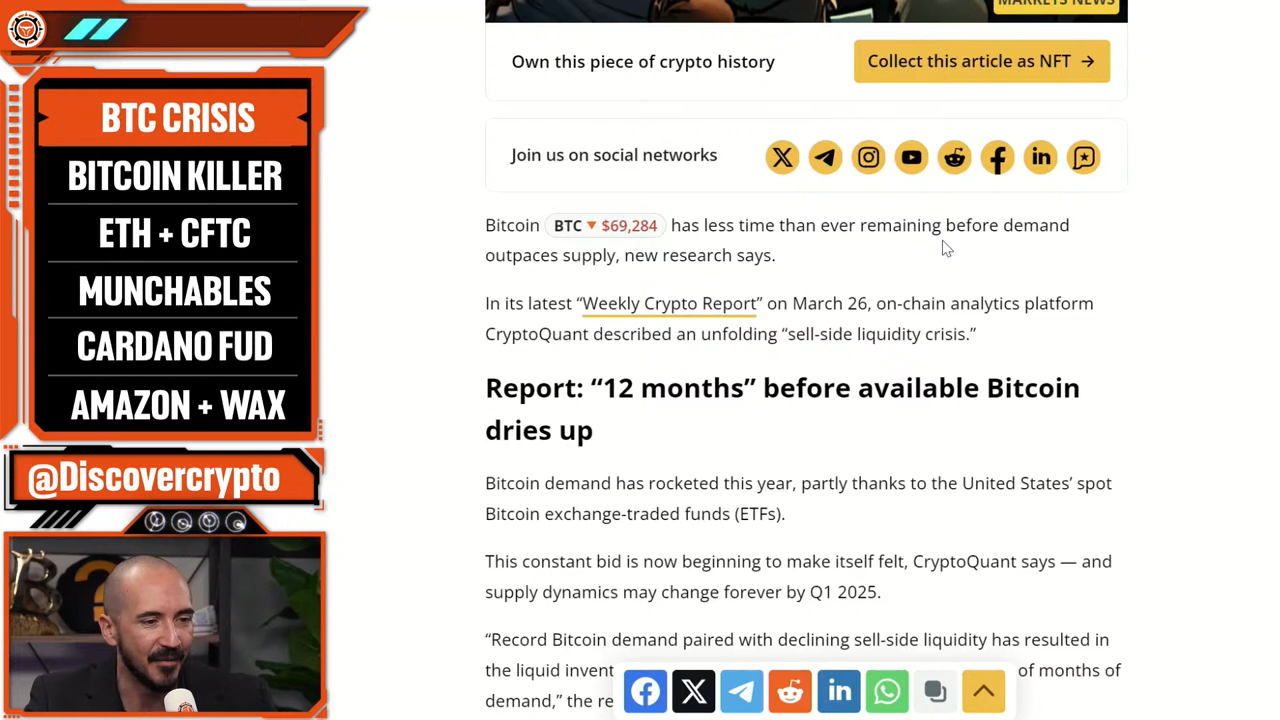 BTC CRISIS
BITCOIN KILLER
ETH + CFTC
MUNCHABLES
CARDANO FUD
AMAZON + WAX
@Discovercrypto
MARKETS NEWS
Own this piece of crypto history
Collect this article as NFT →
Join us on social networks
Bitcoin BTC ▼ $69,284 has less time than ever remaining before demand
outpaces supply, new research says.
In its latest “Weekly Crypto Report” on March 26, on-chain analytics platform
CryptoQuant described an unfolding “sell-side liquidity crisis.”
Report: “12 months” before available Bitcoin
dries up
Bitcoin demand has rocketed this year, partly thanks to the United States’ spot
Bitcoin exchange-traded funds (ETFs).
This constant bid is now beginning to make itself felt, CryptoQuant says — and
supply dynamics may change forever by Q1 2025.
“Record Bitcoin demand paired with declining sell-side liquidity has resulted in
the liquid of months of
demand,” the